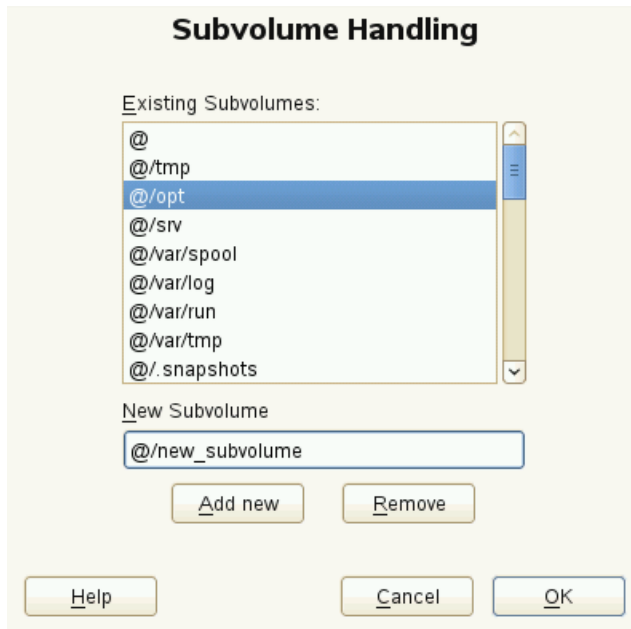 Subvolume Handling
Existing Subvolumes:
@
@/tmp
@/opt
@/srv
@/var/spool
@/var/log
@/var/run
@/var/tmp
@/.snapshots
New Subvolume
@/new_subvolume
Add new Remove
Help Cancel OK